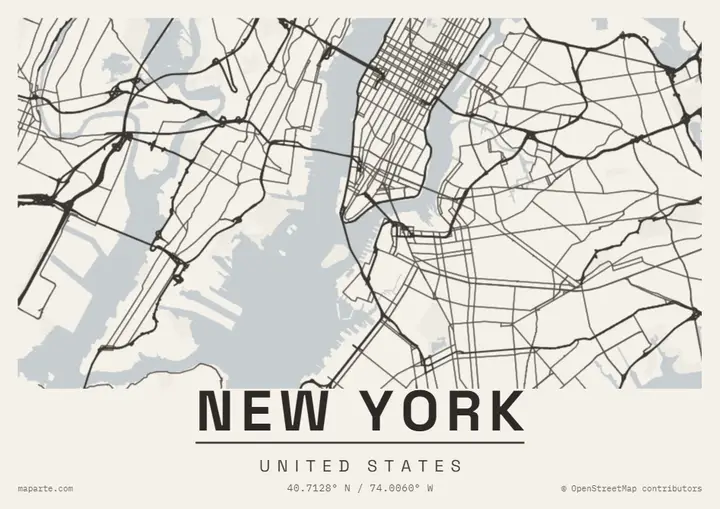 NEW YORK
UNITED STATES
maparte.com
40.7128° N / 74.0060° W
© OpenStreetMap contributors